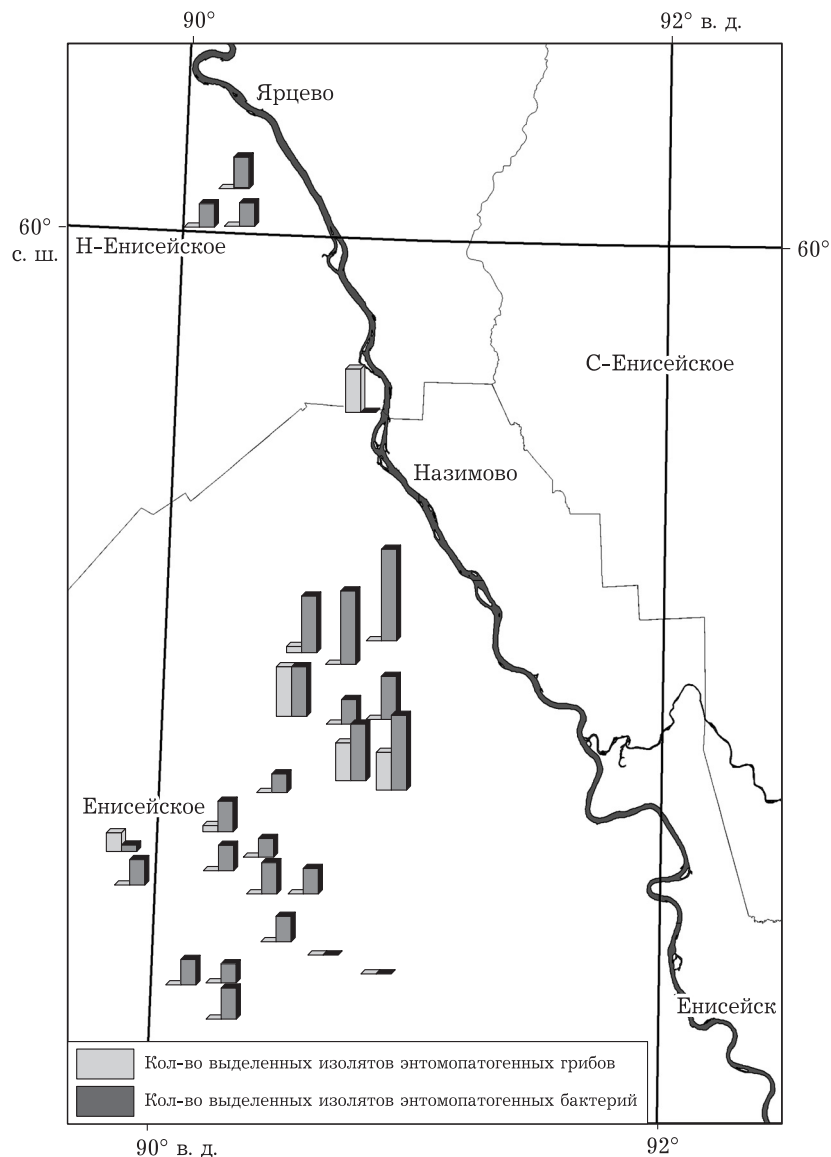 90°
92° в. д.
Ярцево
60°
с. ш.
Н-Енисейское
60°
С-Енисейское
Назимово
Енисейское
Енисейск
Кол-во выделенных изолятов энтомопатогенных грибов
Кол-во выделенных изолятов энтомопатогенных бактерий
90° в. д.
92°